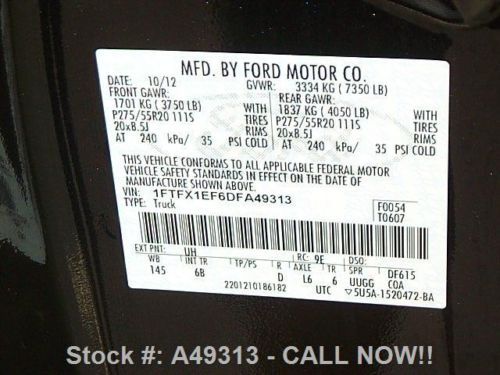 MFD. BY FORD MOTOR CO.
DATE: 10/12 GVWR: 3334 KG (7350 LB)
FRONT GAWR: REAR GAWR:
1701 KG (3750 LB) WITH 1837 KG (4050 LB) WITH
P275/55R20 111S TIRES P275/55R20 111S TIRES
20x8.5J RIMS 20x8.5J RIMS
AT 240 kPa/ 35 PSI COLD AT 240 kPa/ 35 PSI COLD
THIS VEHICLE CONFORMS TO ALL APPLICABLE FEDERAL MOTOR
VEHICLE SAFETY STANDARDS IN EFFECT ON THE DATE OF
MANUFACTURE SHOWN ABOVE.
VIN: 1FTFX1EF6DFA49313 F0054
TYPE: Truck T0607
EXT PNT: UH RC: 9E DSO:
WB INT TR TP/PS R AXLE TR SPR DF615
145 6B D L6 6 UUGG COA
2201210186182 UTC ▽5U5A-1520472-BA
Stock #: A49313 - CALL NOW!!